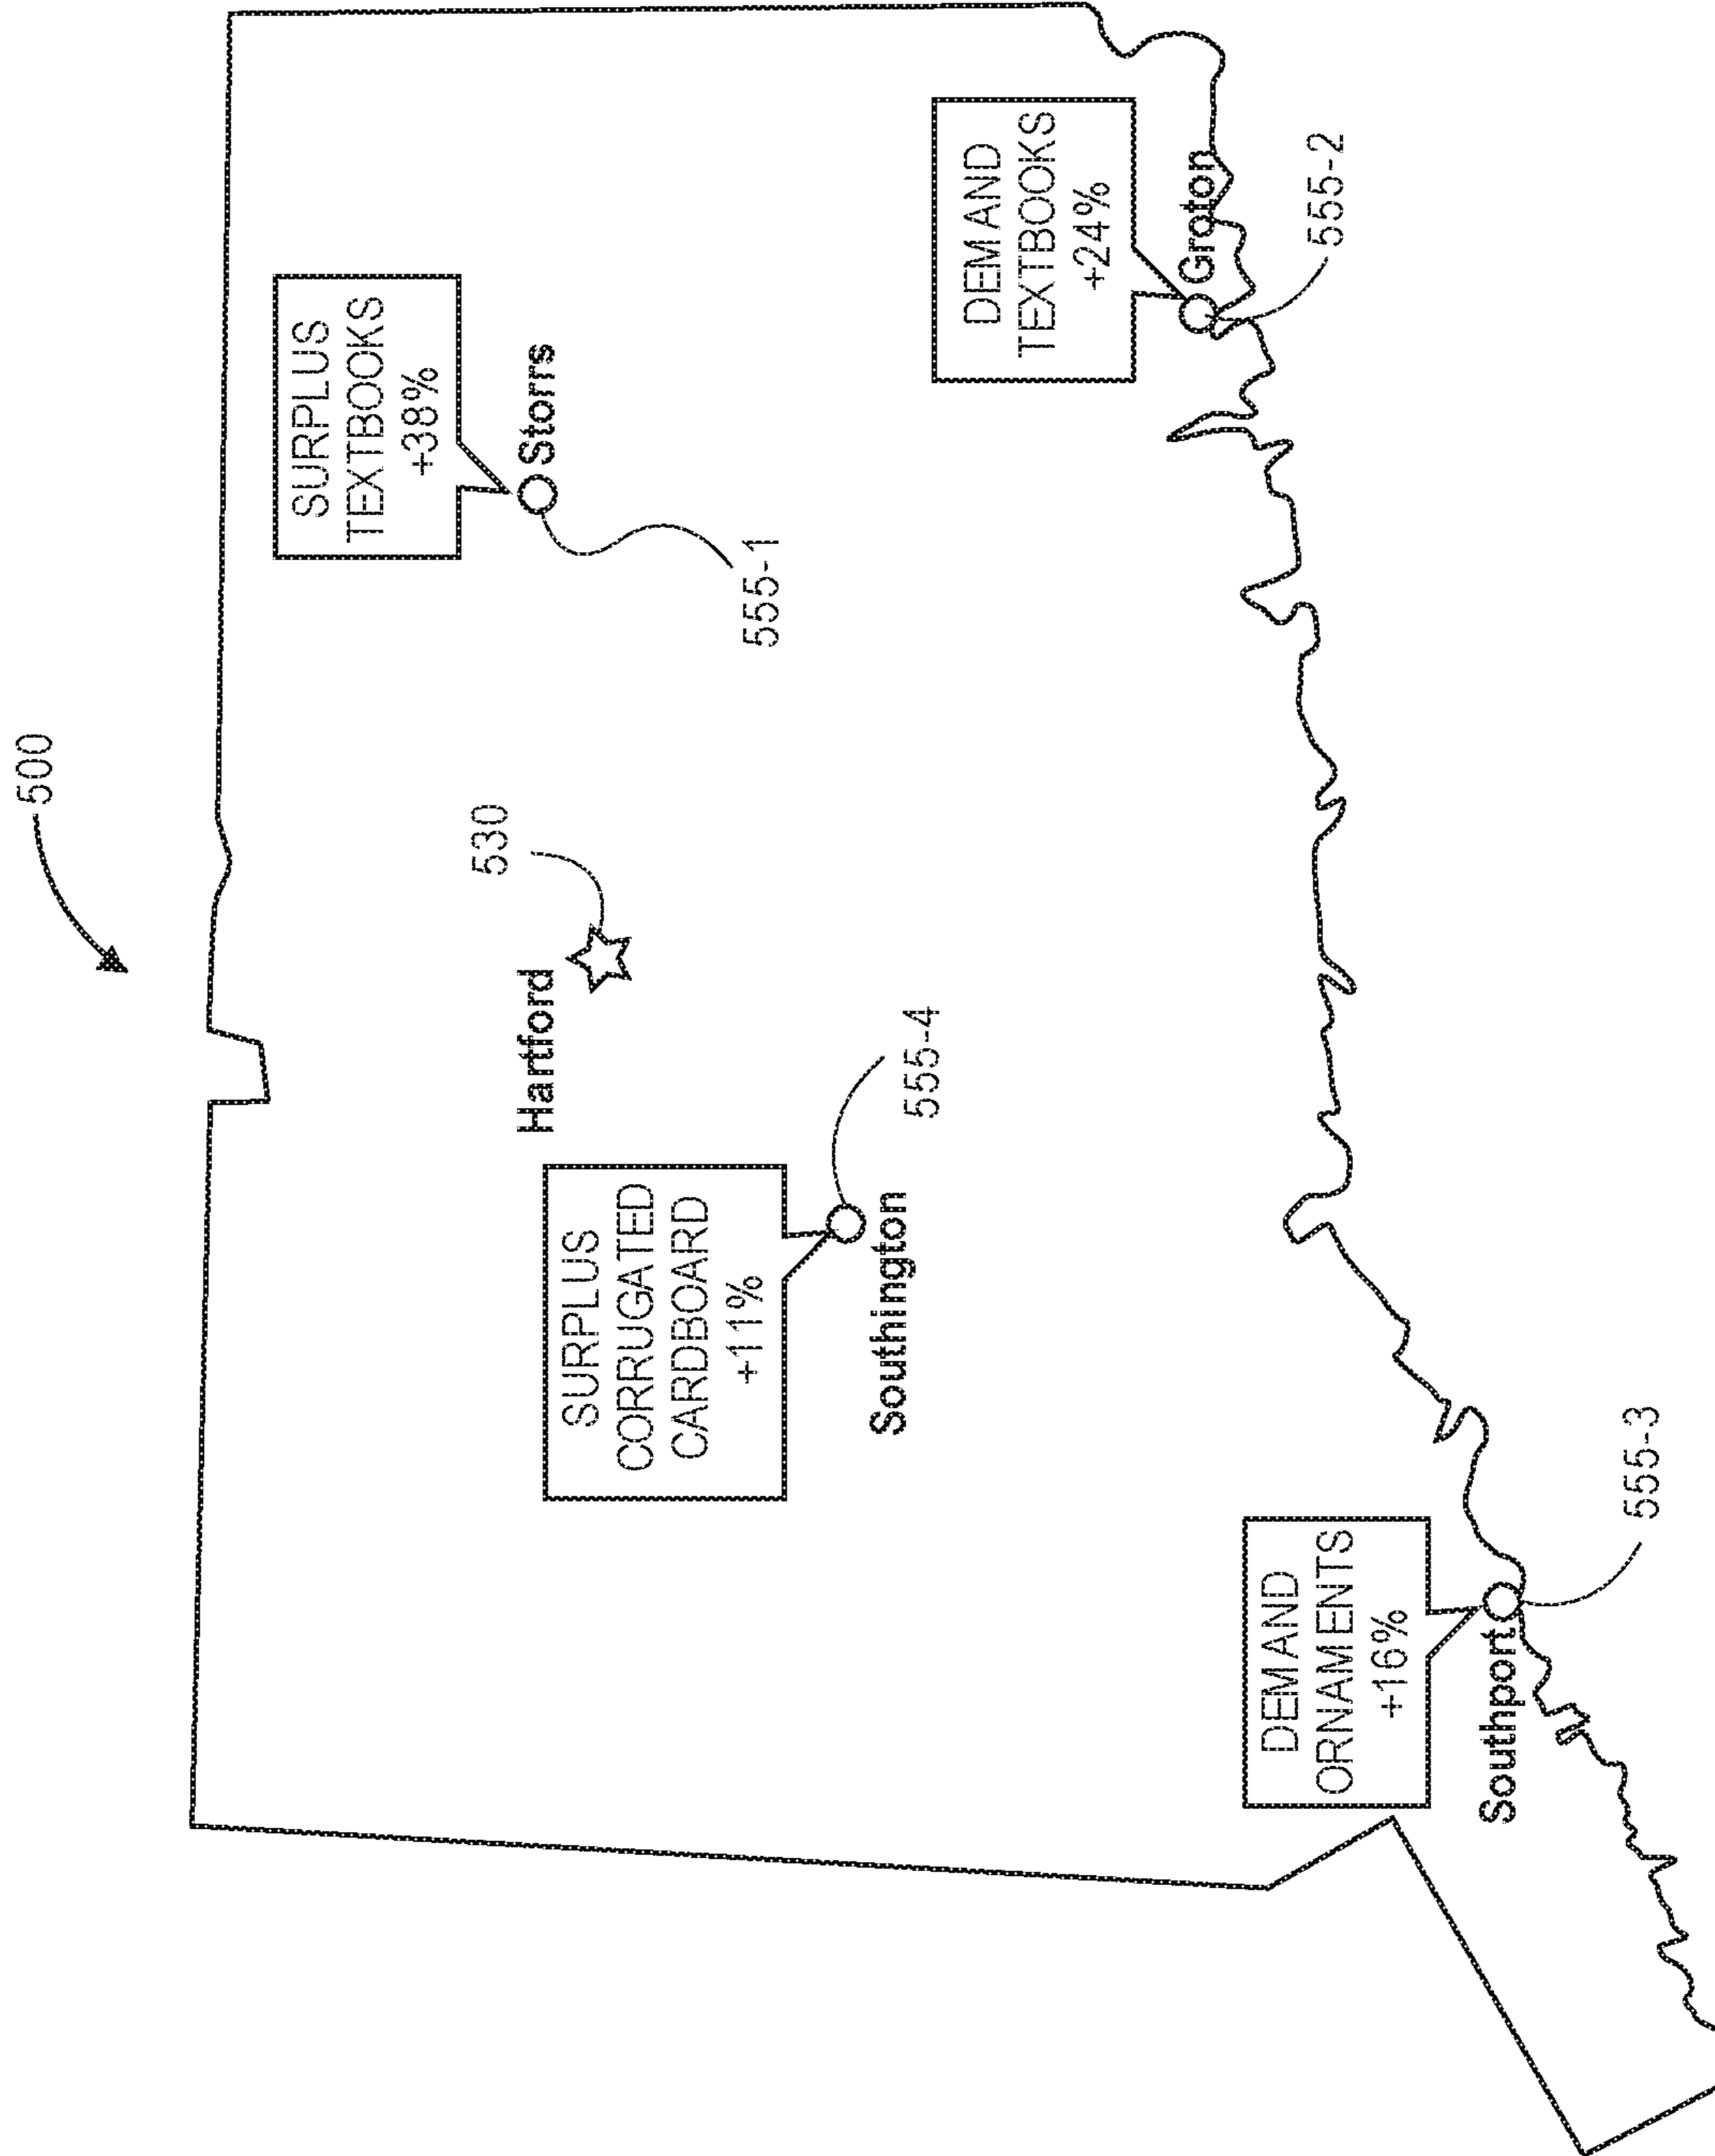 500
SURPLUS
TEXTBOOKS
+38%
Storrs
555-1
Hartford
530
SURPLUS
CORRUGATED
CARDBOARD
+11%
Southington
555-4
DEMAND
TEXTBOOKS
+24%
Groton
555-2
DEMAND
ORNAMENTS
+16%
Southport
555-3